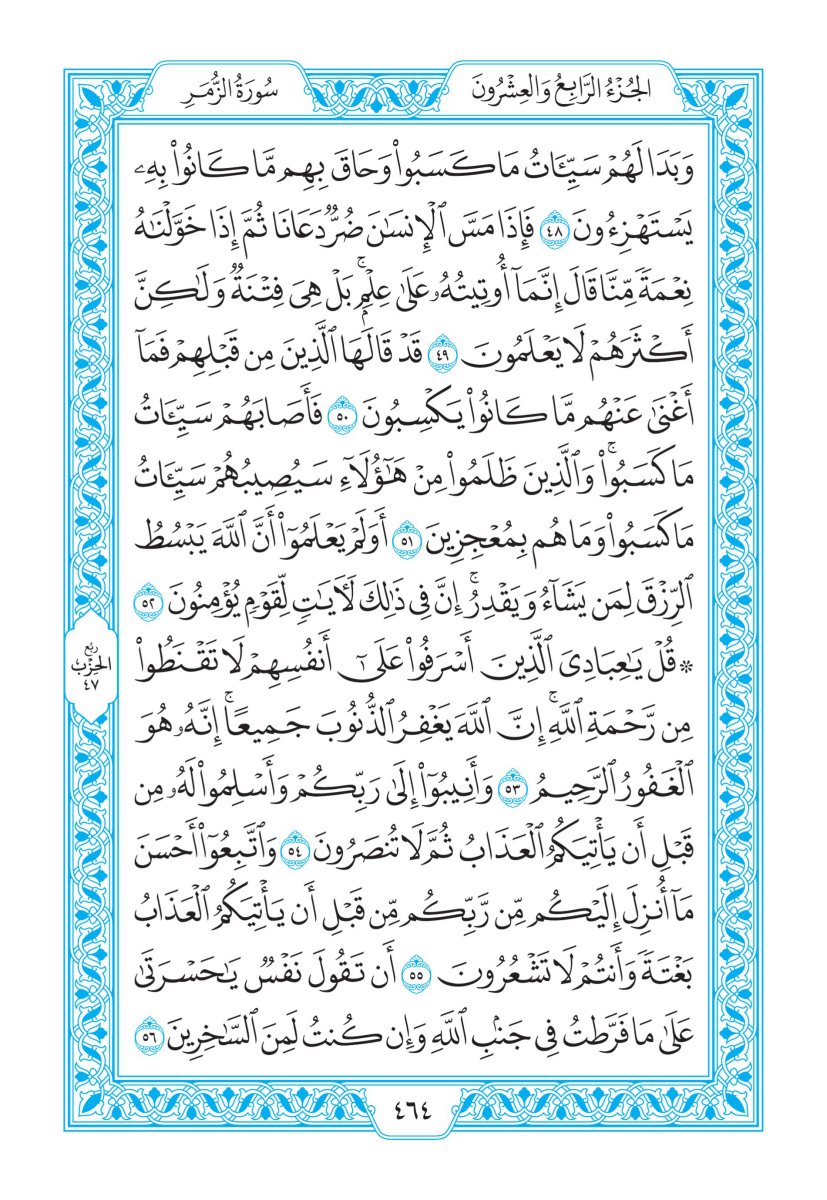 الجُزْءُ الرَّابِعُ وَالعِشْرُونَ
سُورَةُ الزُّمَرِ
وَبَدَا لَهُمْ سَيِّـَٔاتُ مَا كَسَبُوا۟ وَحَاقَ بِهِم مَّا كَانُوا۟ بِهِۦ
يَسْتَهْزِءُونَ ٤٨ فَإِذَا مَسَّ ٱلْإِنسَٰنَ ضُرٌّ دَعَانَا ثُمَّ إِذَا خَوَّلْنَٰهُ
نِعْمَةً مِّنَّا قَالَ إِنَّمَآ أُوتِيتُهُۥ عَلَىٰ عِلْمٍۭ ۚ بَلْ هِىَ فِتْنَةٌ وَلَٰكِنَّ
أَكْثَرَهُمْ لَا يَعْلَمُونَ ٤٩ قَدْ قَالَهَا ٱلَّذِينَ مِن قَبْلِهِمْ فَمَآ
أَغْنَىٰ عَنْهُم مَّا كَانُوا۟ يَكْسِبُونَ ٥٠ فَأَصَابَهُمْ سَيِّـَٔاتُ
مَا كَسَبُوا۟ ۚ وَٱلَّذِينَ ظَلَمُوا۟ مِنْ هَٰٓؤُلَآءِ سَيُصِيبُهُمْ سَيِّـَٔاتُ
مَا كَسَبُوا۟ وَمَا هُم بِمُعْجِزِينَ ٥١ أَوَلَمْ يَعْلَمُوٓا۟ أَنَّ ٱللَّهَ يَبْسُطُ
ٱلرِّزْقَ لِمَن يَشَآءُ وَيَقْدِرُ ۚ إِنَّ فِى ذَٰلِكَ لَءَايَٰتٍ لِّقَوْمٍ يُؤْمِنُونَ ٥٢
۞ قُلْ يَٰعِبَادِىَ ٱلَّذِينَ أَسْرَفُوا۟ عَلَىٰٓ أَنفُسِهِمْ لَا تَقْنَطُوا۟
مِن رَّحْمَةِ ٱللَّهِ ۚ إِنَّ ٱللَّهَ يَغْفِرُ ٱلذُّنُوبَ جَمِيعًا ۚ إِنَّهُۥ هُوَ
ٱلْغَفُورُ ٱلرَّحِيمُ ٥٣ وَأَنِيبُوٓا۟ إِلَىٰ رَبِّكُمْ وَأَسْلِمُوا۟ لَهُۥ مِن
قَبْلِ أَن يَأْتِيَكُمُ ٱلْعَذَابُ ثُمَّ لَا تُنصَرُونَ ٥٤ وَٱتَّبِعُوٓا۟ أَحْسَنَ
مَآ أُنزِلَ إِلَيْكُم مِّن رَّبِّكُم مِّن قَبْلِ أَن يَأْتِيَكُمُ ٱلْعَذَابُ
بَغْتَةً وَأَنتُمْ لَا تَشْعُرُونَ ٥٥ أَن تَقُولَ نَفْسٌ يَٰحَسْرَتَىٰ
عَلَىٰ مَا فَرَّطتُ فِى جَنۢبِ ٱللَّهِ وَإِن كُنتُ لَمِنَ ٱلسَّٰخِرِينَ ٥٦
رُبْعُ
الحِزْبِ
٤٧
٤٦٤